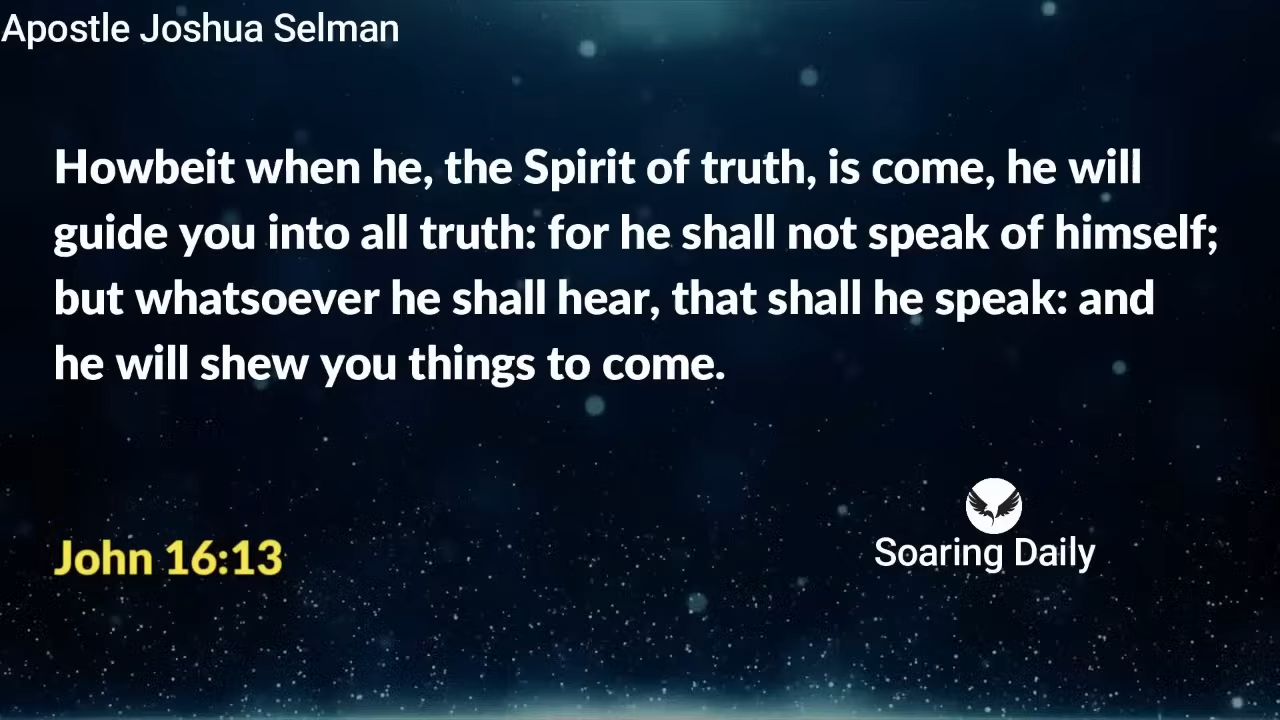 Apostle Joshua Selman
Howbeit when he, the Spirit of truth, is come, he will
guide you into all truth: for he shall not speak of himself;
but whatsoever he shall hear, that shall he speak: and
he will shew you things to come.
John 16:13
Soaring Daily